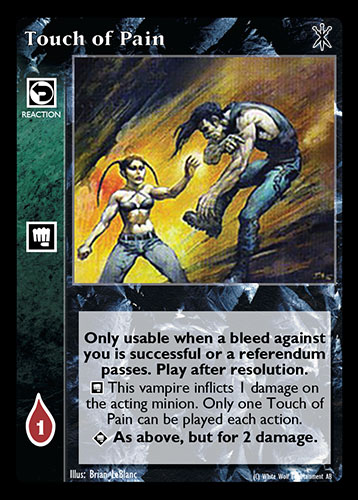 Touch of Pain
REACTION
Only usable when a bleed against
you is successful or a referendum
passes. Play after resolution.
This vampire inflicts 1 damage on
the acting minion. Only one Touch of
Pain can be played each action.
As above, but for 2 damage.
1
Illus: Brian LeBlanc
(C) White Wolf Entertainment AB